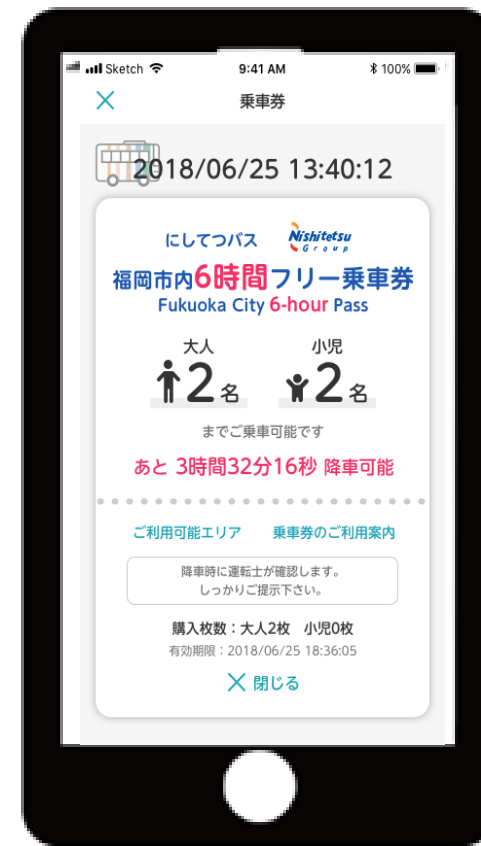 Sketch 9:41 AM 100%
乗車券
2018/06/25 13:40:12
にしてつバス Nishitetsu Group
福岡市内6時間フリー乗車券
Fukuoka City 6-hour Pass
大人 小児
2名 2名
までご乗車可能です
あと 3時間32分16秒 降車可能
ご利用可能エリア 乗車券のご利用案内
降車時に運転士が確認します。
しっかりご提示下さい。
購入枚数:大人2枚 小児0枚
有効期限:2018/06/25 18:36:05
閉じる